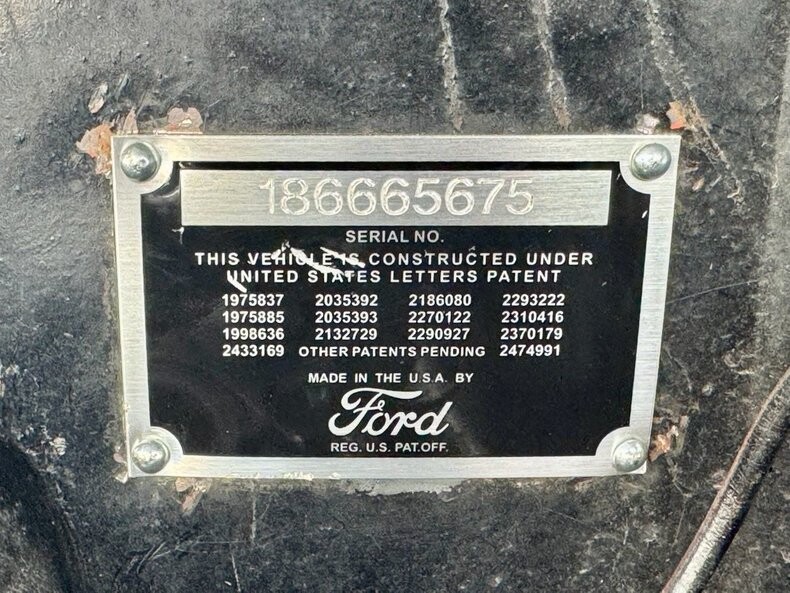 186665675
SERIAL NO.
THIS VEHICLE IS CONSTRUCTED UNDER
UNITED STATES LETTERS PATENT
1975837 2035392 2186080 2293222
1975885 2035393 2270122 2310416
1998636 2132729 2290927 2370179
2433169 OTHER PATENTS PENDING 2474991
MADE IN THE U.S.A. BY
Ford
REG. U.S. PAT.OFF.